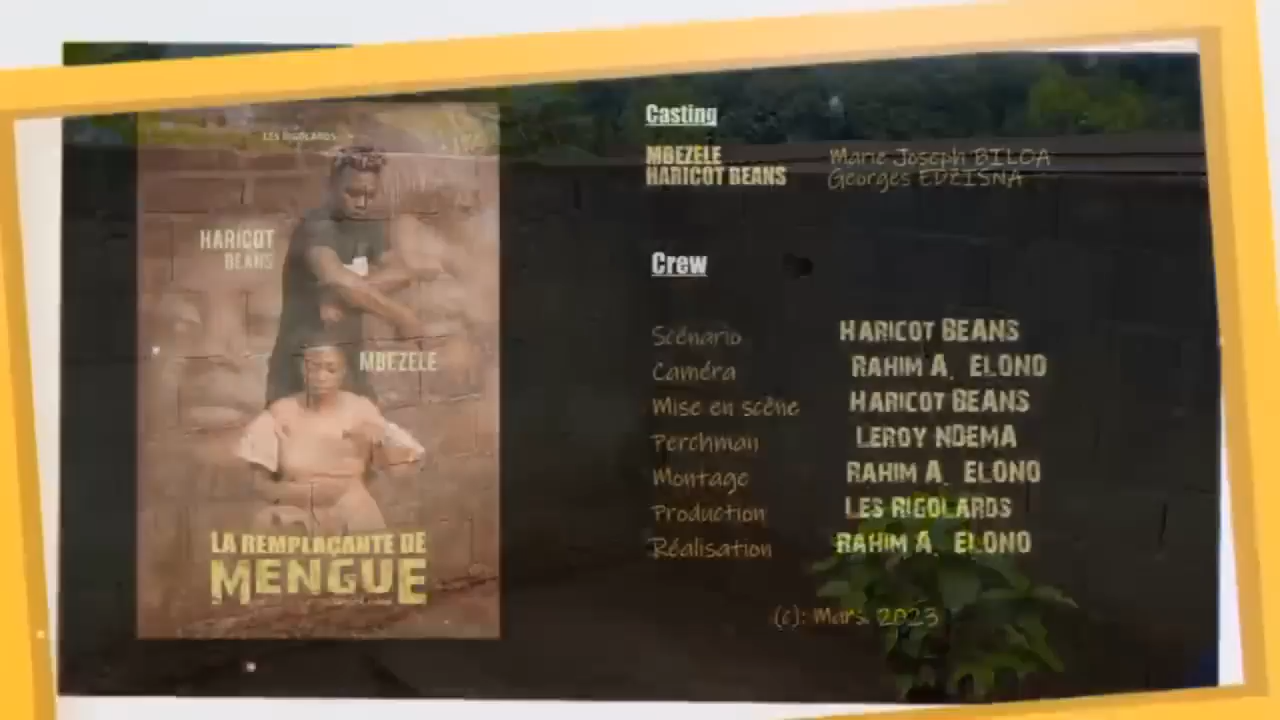 LES RIGOLARDS
HARICOT
BEANS
MBEZELE
LA REMPLAÇANTE DE
MENGUE
Casting
MBEZELE Marie Joseph BILOA
HARICOT BEANS Georges EDZISNA
Crew
Scénario HARICOT BEANS
Caméra RAHIM A. ELONO
Mise en scène HARICOT BEANS
Perchman LEROY NDEMA
Montage RAHIM A. ELONO
Production LES RIGOLARDS
Réalisation RAHIM A. ELONO
(c): Mars 2023